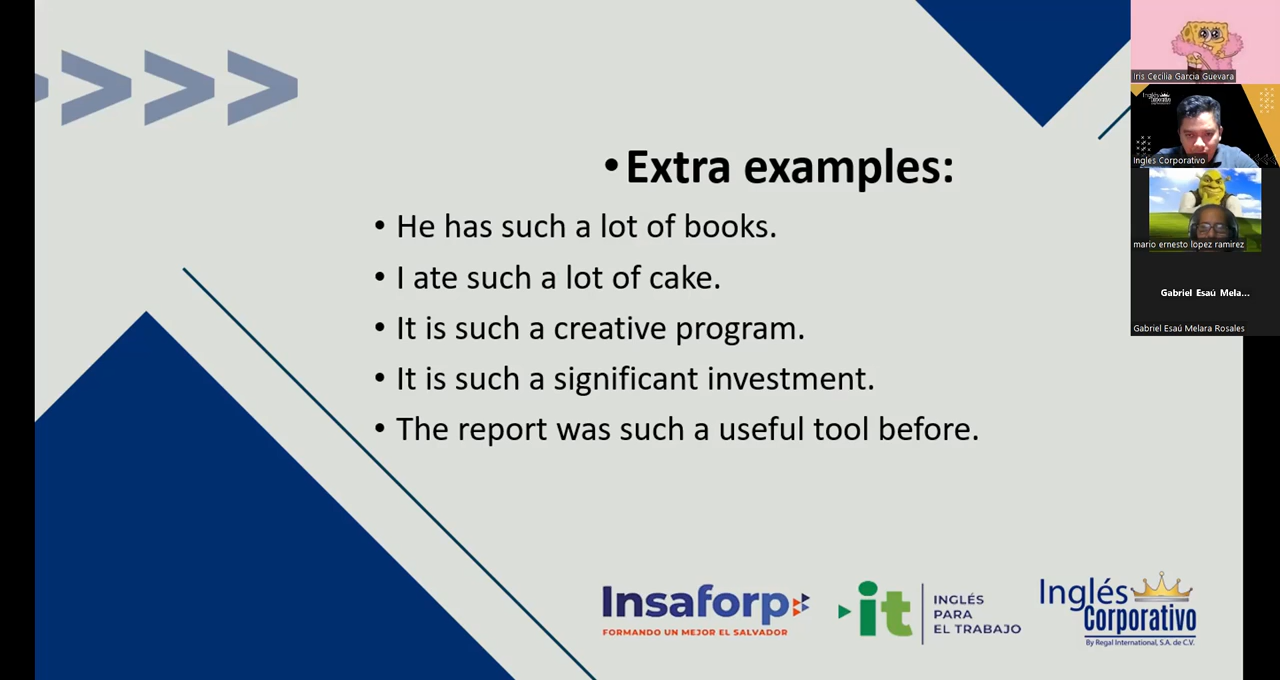 •Extra examples:
• He has such a lot of books.
• I ate such a lot of cake.
• It is such a creative program.
• It is such a significant investment.
• The report was such a useful tool before.
Insaforp
FORMANDO UN MEJOR EL SALVADOR
it
INGLÉS
PARA
EL TRABAJO
Inglés
Corporativo
By Regal International, S.A. de C.V.
Iris Cecilia Garcia Guevara
Inglés Corporativo
Ingles Corporativo
mario ernesto lopez ramirez
Gabriel Esaú Mela...
Gabriel Esaú Melara Rosales